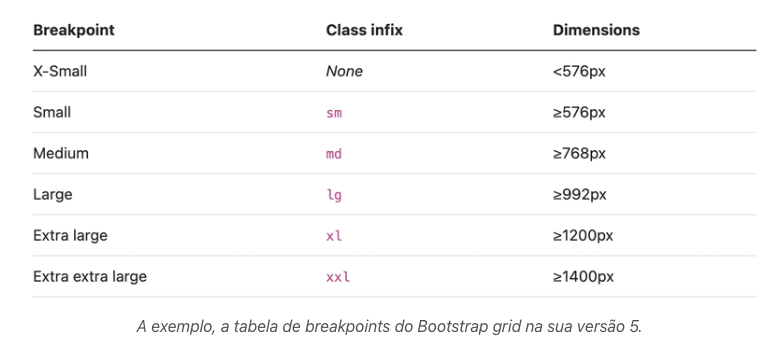 Breakpoint Class infix Dimensions
X-Small None <576px
Small sm ≥576px
Medium md ≥768px
Large lg ≥992px
Extra large xl ≥1200px
Extra extra large xxl ≥1400px
A exemplo, a tabela de breakpoints do Bootstrap grid na sua versão 5.